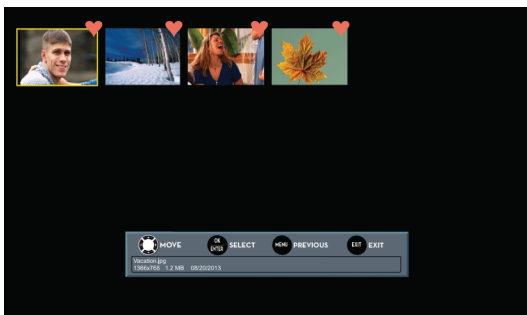 MOVE OK ENTER SELECT MENU PREVIOUS EXIT EXIT
Vacation.jpg
1366x768 1.2 MB 08/20/2013